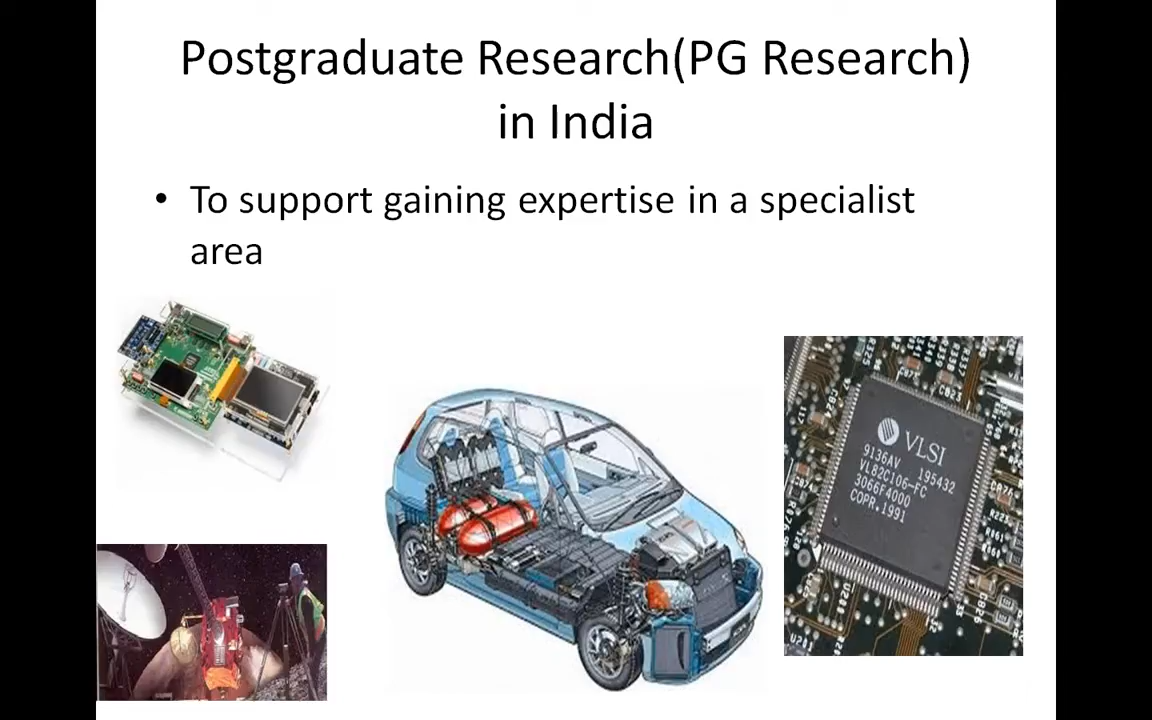 Postgraduate Research(PG Research)
in India
• To support gaining expertise in a specialist
area
VLSI
9136AV 195432
VL82C106-FC
3066F4000
COPR.1991